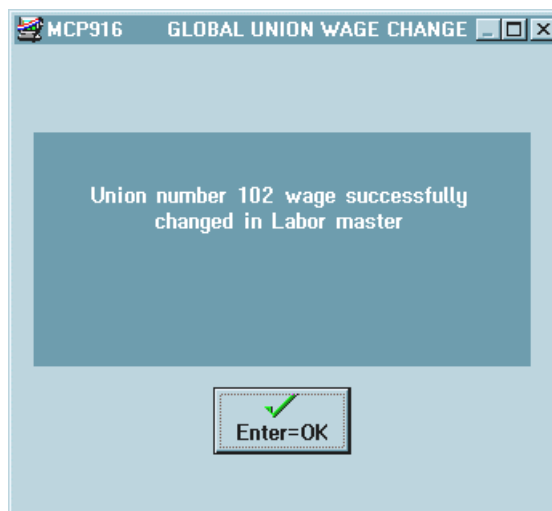 MCP916 GLOBAL UNION WAGE CHANGE
Union number 102 wage successfully
changed in Labor master
Enter=OK